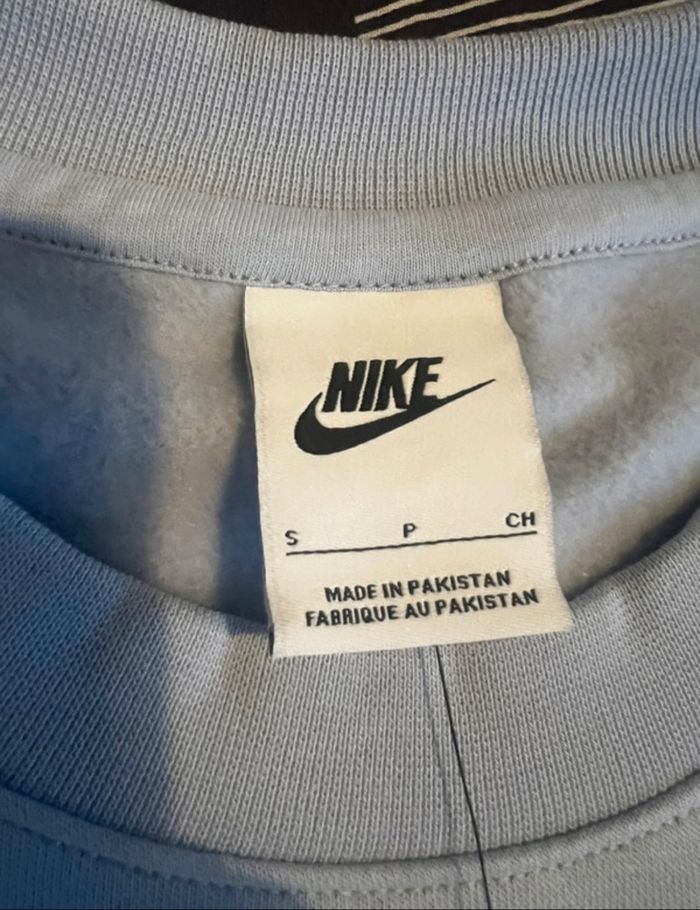 NIKE
S P CH
MADE IN PAKISTAN
FABRIQUE AU PAKISTAN